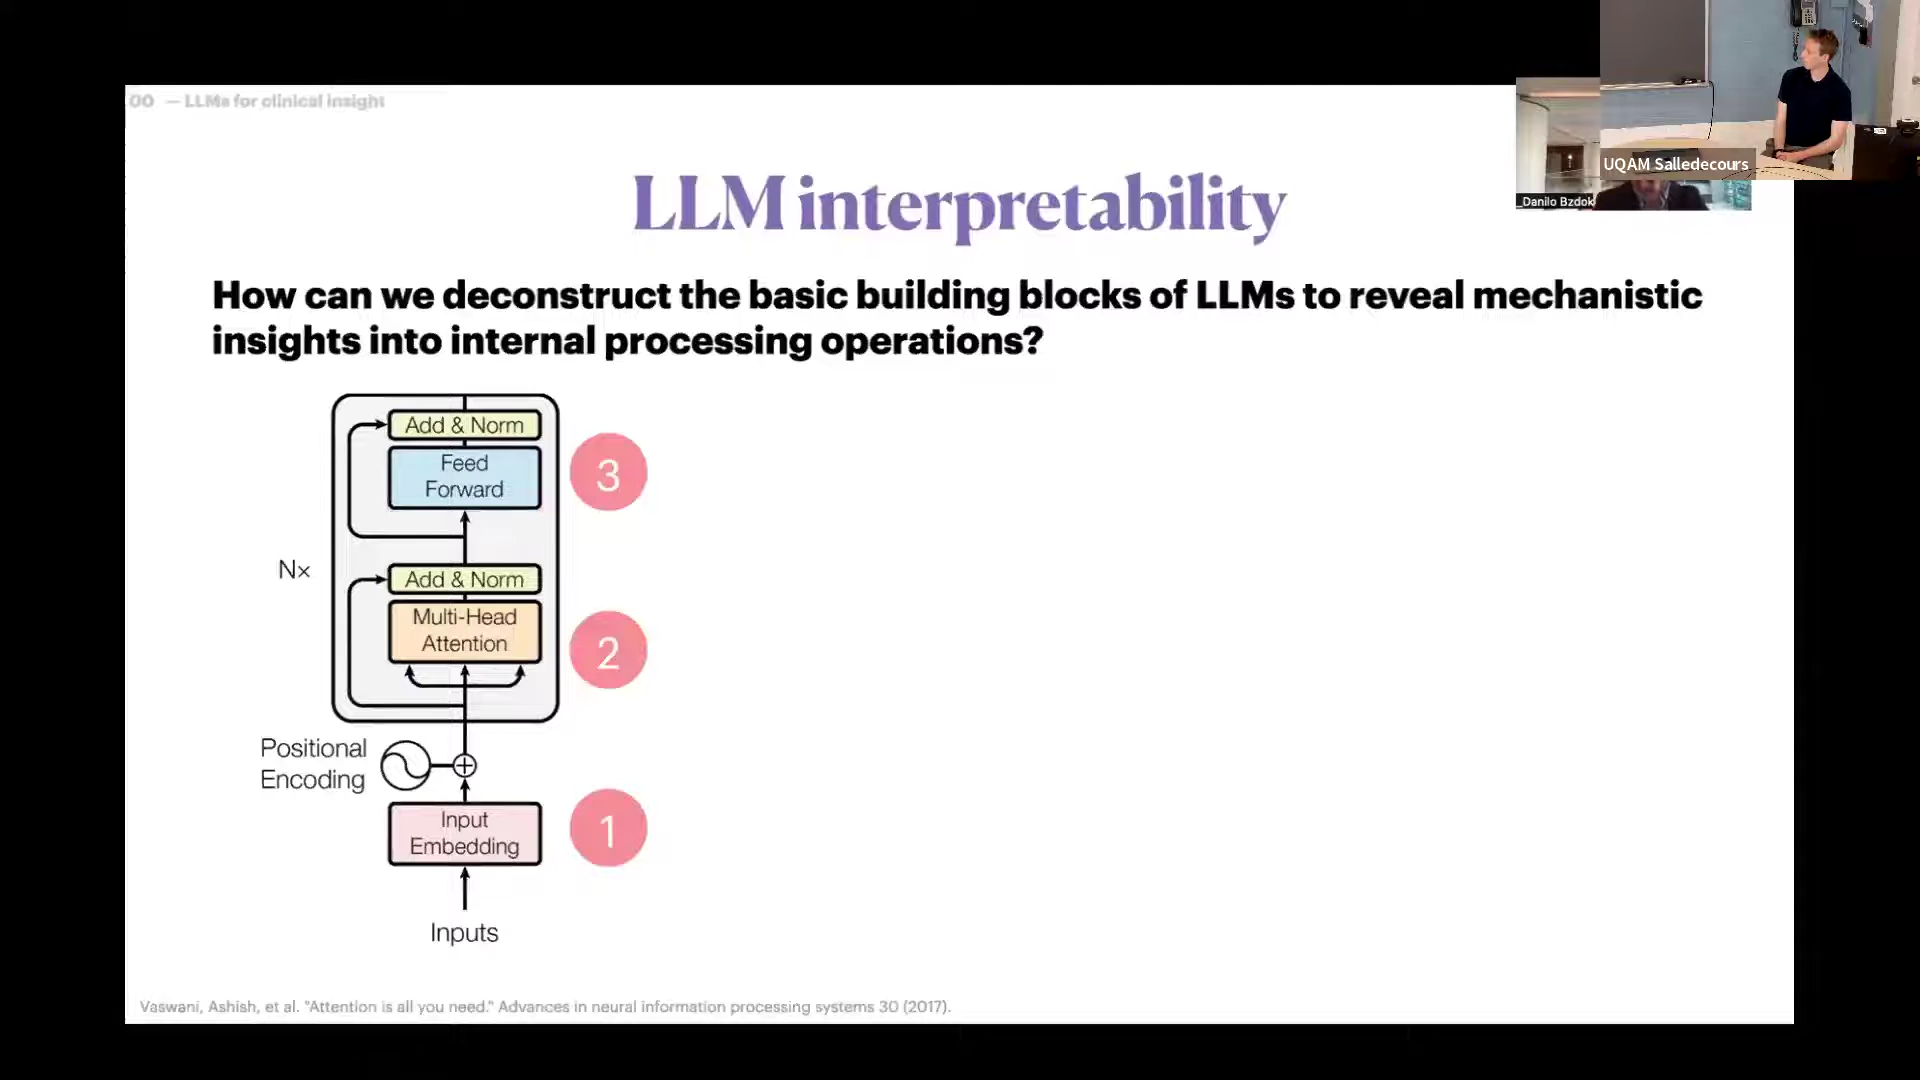 00 — LLMs for clinical insight
UQAM Salledecours
Danilo Bzdok
LLM interpretability
How can we deconstruct the basic building blocks of LLMs to reveal mechanistic
insights into internal processing operations?
Add & Norm
Feed
Forward
3
Nx
Add & Norm
Multi-Head
Attention
2
Positional
Encoding
Input
Embedding
1
Inputs
Vaswani, Ashish, et al. "Attention is all you need." Advances in neural information processing systems 30 (2017).